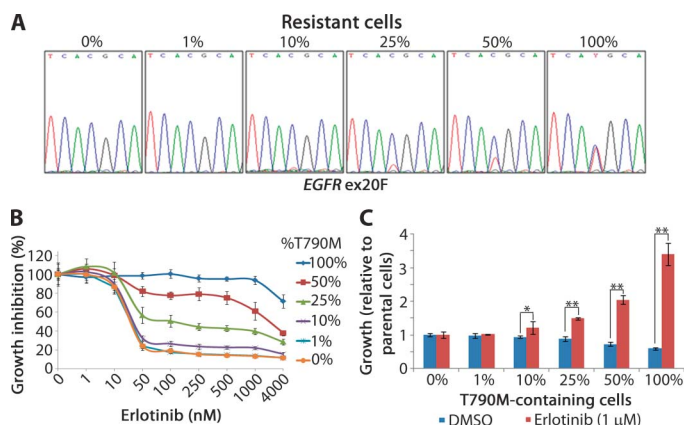 A
Resistant cells
0% 1% 10% 25% 50% 100%
T C A C G C A T C A C G C A T C A C G C A T C A C G C A T C A C G C A T C A Y G C A
EGFR ex20F
B
Growth inhibition (%)
120
100
80
60
40
20
0
0 1 10 50 100 250 500 1000 4000
Erlotinib (nM)
%T790M
100%
50%
25%
10%
1%
0%
C
Growth (relative to
parental cells)
4
3
2
1
0
* ** ** **
0% 1% 10% 25% 50% 100%
T790M-containing cells
DMSO Erlotinib (1 µM)